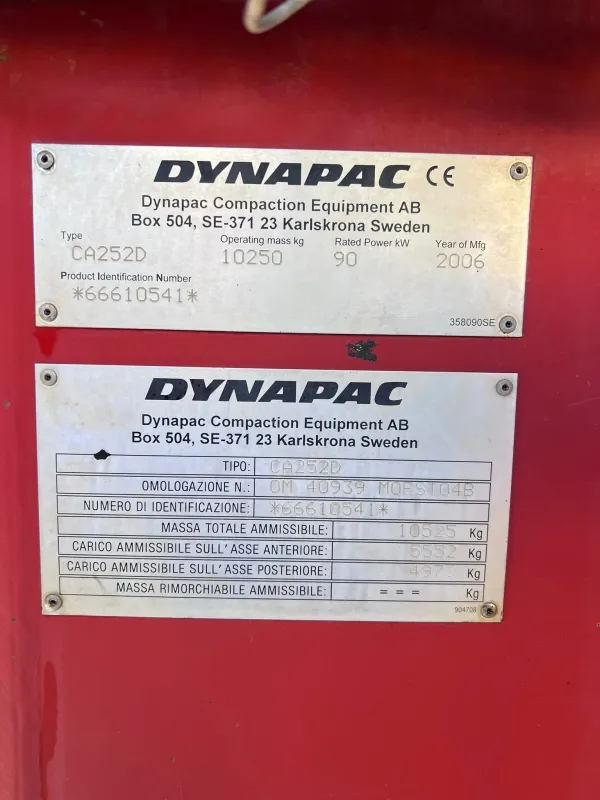 DYNAPAC CE
Dynapac Compaction Equipment AB
Box 504, SE-371 23 Karlskrona Sweden
Type Operating mass kg Rated Power kW Year of Mfg
CA252D 10250 90 2006
Product Identification Number
*66610541*
358090SE
DYNAPAC
Dynapac Compaction Equipment AB
Box 504, SE-371 23 Karlskrona Sweden
TIPO: CA252D
OMOLOGAZIONE N.: OM 40939 MOFST04B
NUMERO DI IDENTIFICAZIONE: *66610541*
MASSA TOTALE AMMISSIBILE: 10525 Kg
CARICO AMMISSIBILE SULL'ASSE ANTERIORE: Kg
CARICO AMMISSIBILE SULL'ASSE POSTERIORE: Kg
MASSA RIMORCHIABILE AMMISSIBILE: = = = Kg